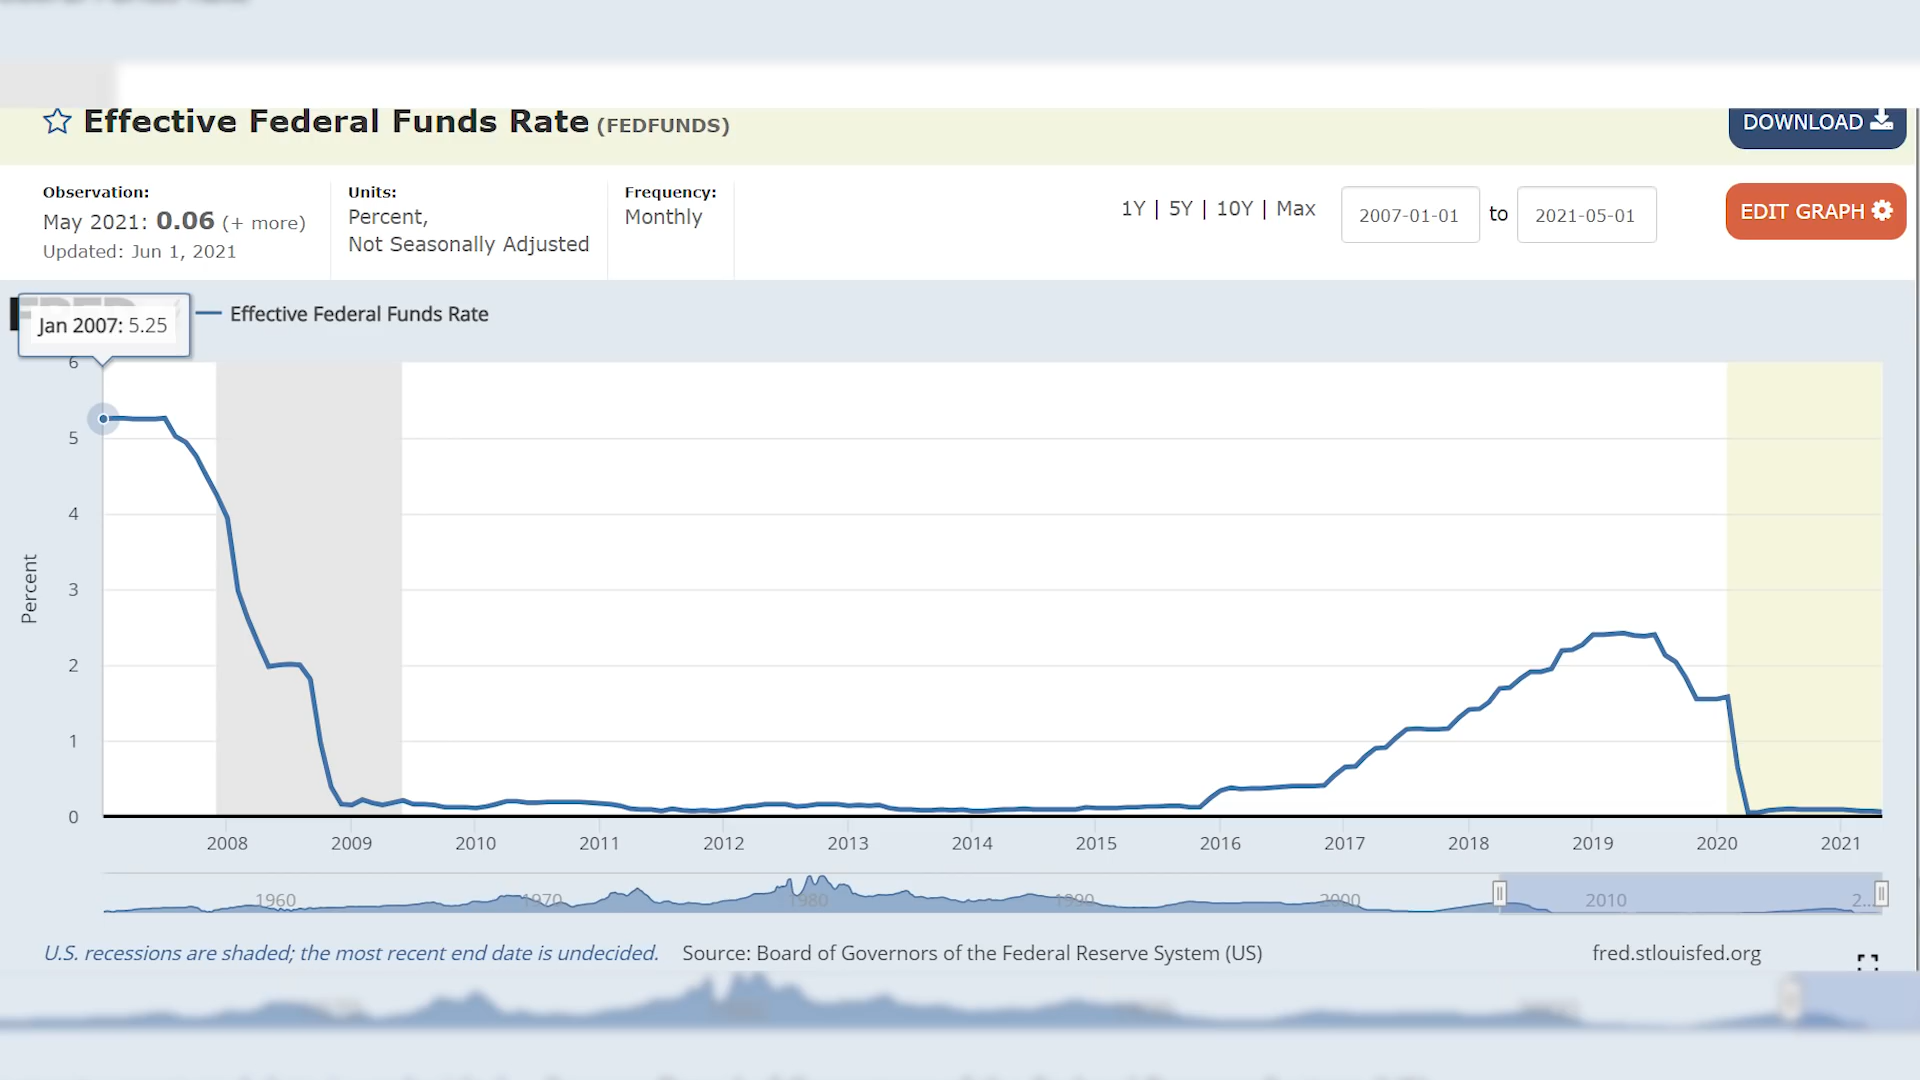 Effective Federal Funds Rate (FEDFUNDS)
DOWNLOAD
Observation:
May 2021: 0.06 (+ more)
Updated: Jun 1, 2021
Units:
Percent,
Not Seasonally Adjusted
Frequency:
Monthly
1Y | 5Y | 10Y | Max
2007-01-01 to 2021-05-01
EDIT GRAPH
Jan 2007: 5.25
Effective Federal Funds Rate
Percent
6
5
4
3
2
1
0
2008 2009 2010 2011 2012 2013 2014 2015 2016 2017 2018 2019 2020 2021
1960 1970 1980 1990 2000 2010 2...
U.S. recessions are shaded; the most recent end date is undecided. Source: Board of Governors of the Federal Reserve System (US) fred.stlouisfed.org